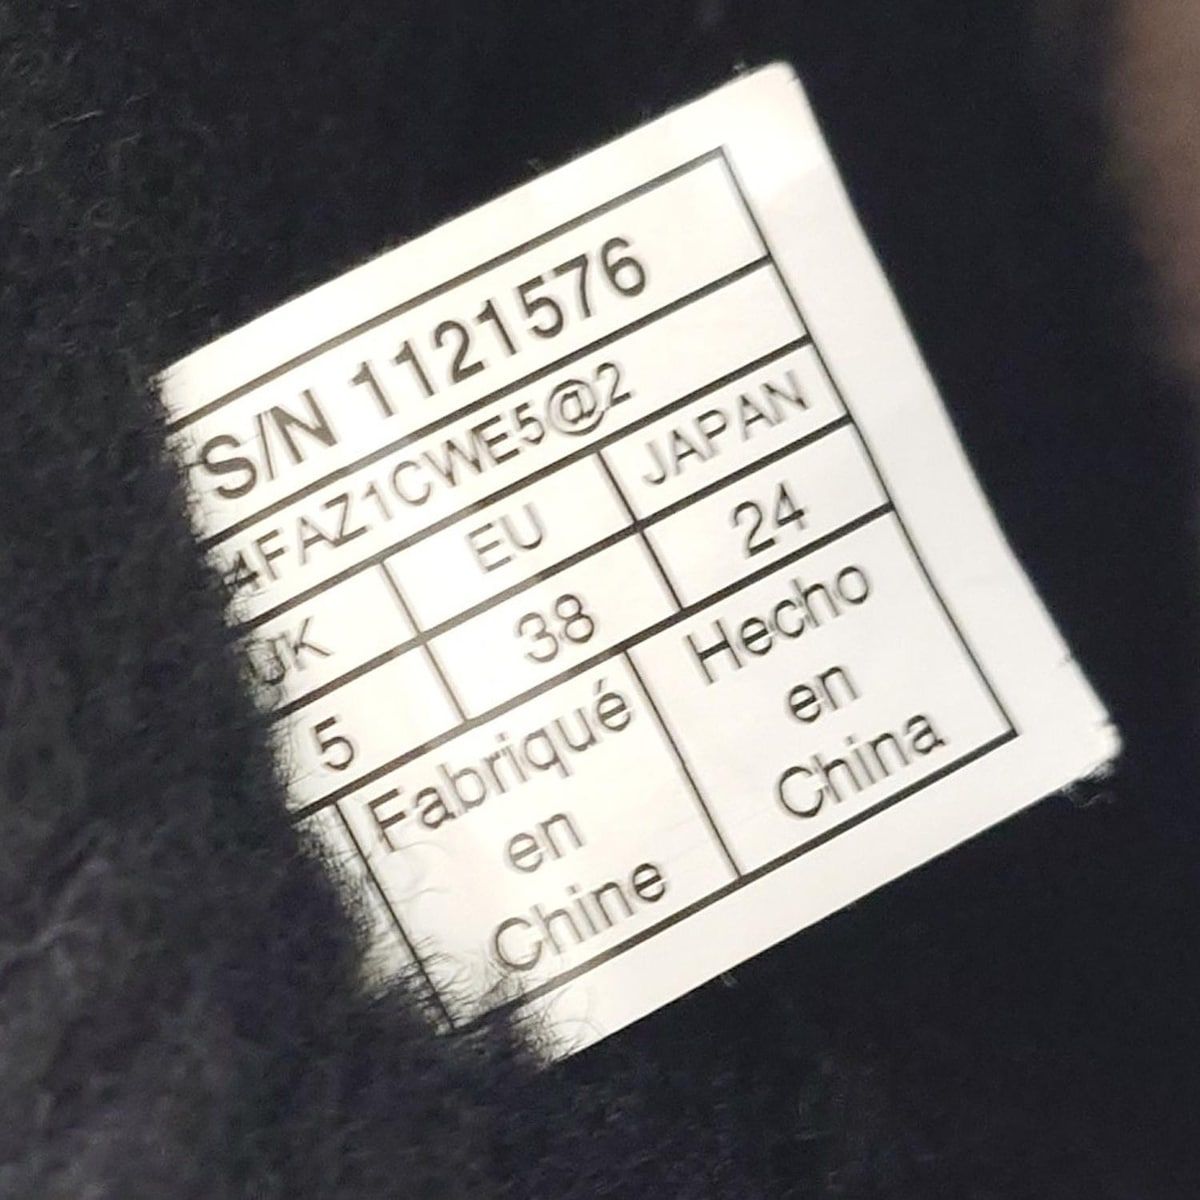 S/N 1121576
4FAZ1CWE5@2
UK EU JAPAN
5 38 24
Fabriqué
en
Chine
Hecho
en
China